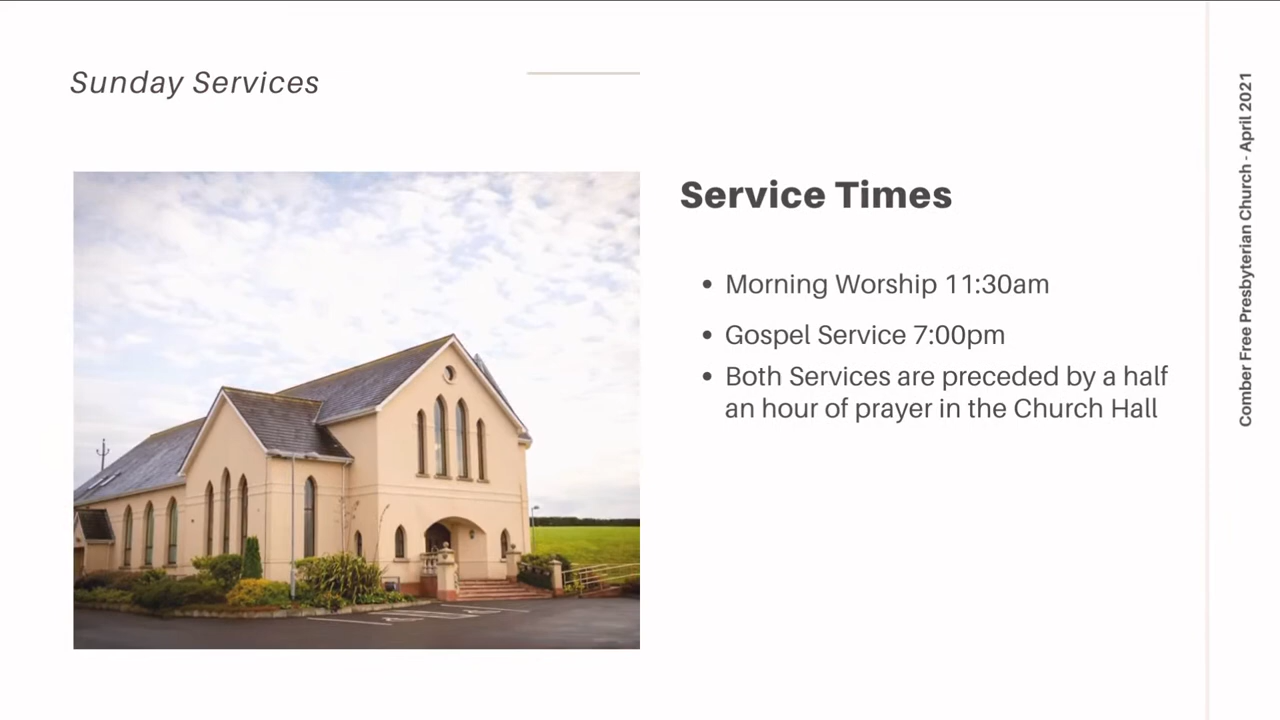 Sunday Services
Service Times
• Morning Worship 11:30am
• Gospel Service 7:00pm
• Both Services are preceded by a half
an hour of prayer in the Church Hall
Comber Free Presbyterian Church - April 2021